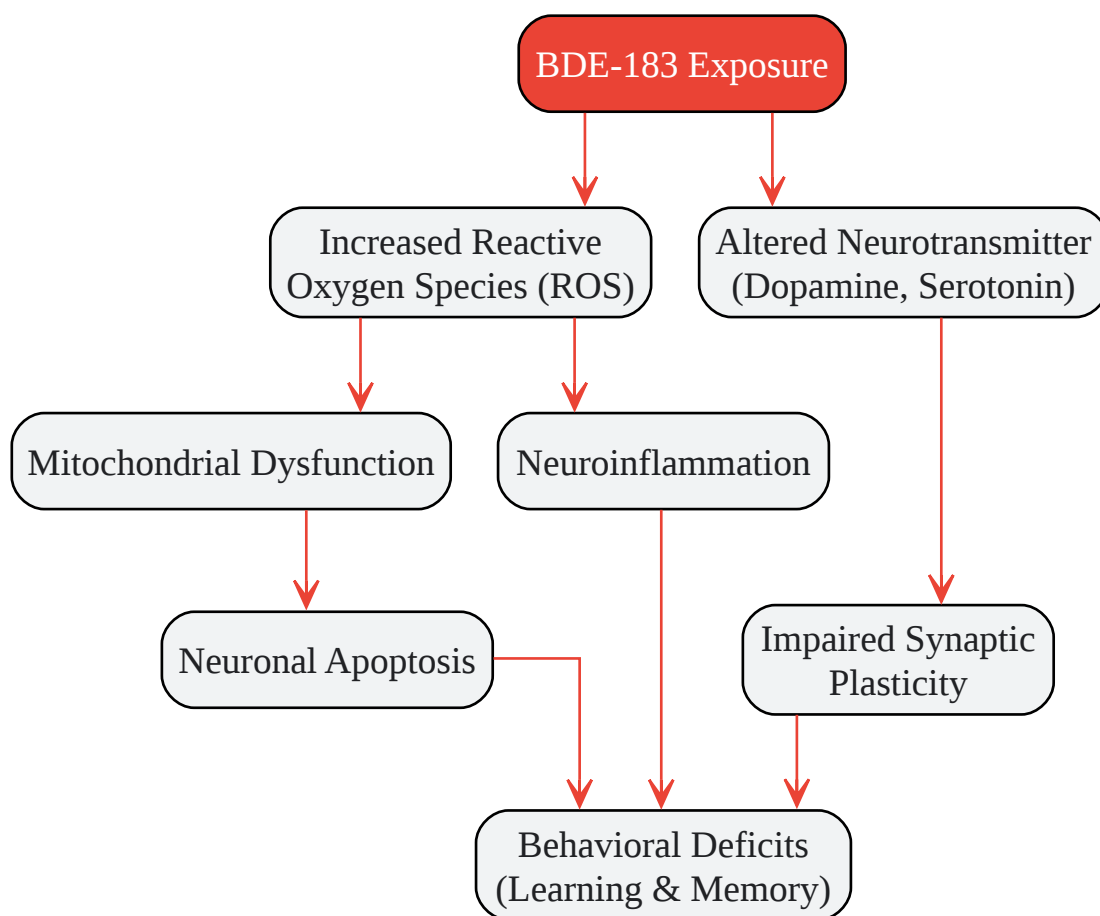 BDE-183 Exposure
Increased Reactive
Oxygen Species (ROS)
Altered Neurotransmitter
(Dopamine, Serotonin)
Mitochondrial Dysfunction
Neuroinflammation
Neuronal Apoptosis
Impaired Synaptic
Plasticity
Behavioral Deficits
(Learning & Memory)